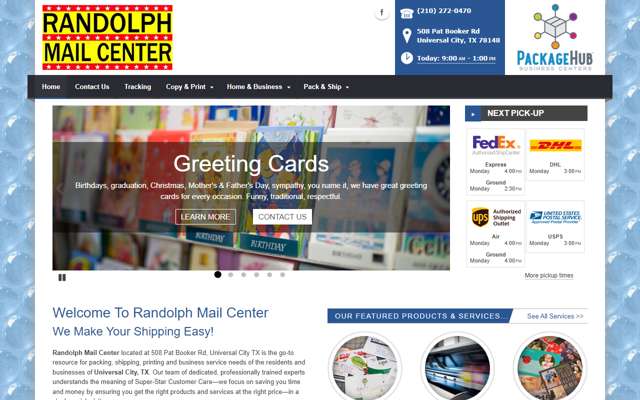 RANDOLPH
MAIL CENTER
f
(210) 272-0470
508 Pat Booker Rd
Universal City, TX 78148
Today: 9:00 AM - 1:00 PM
PACKAGEHUB
BUSINESS CENTERS
Home
Contact Us
Tracking
Copy & Print
Home & Business
Pack & Ship
Greeting Cards
Birthdays, graduation, Christmas, Mother's & Father's Day, sympathy, you name it, we have great greeting
cards for every occasion. Funny, traditional, respectful.
LEARN MORE
CONTACT US
BIRTHDAY
BIRTHDAY
NEXT PICK-UP
FedEx
Authorized ShipCenter
Express
Monday 4:00 PM
Ground
Monday 2:30 PM
DHL
DHL
Monday 3:00 PM
ups
Authorized
Shipping
Outlet
Air
Monday 4:00 PM
Ground
Monday 4:00 PM
UNITED STATES
POSTAL SERVICE
Approved Postal Provider
USPS
Monday 3:00 PM
More pickup times
Welcome To Randolph Mail Center
We Make Your Shipping Easy!
Randolph Mail Center located at 508 Pat Booker Rd, Universal City TX is the go-to
resource for packing, shipping, printing and business service needs of the residents and
businesses of Universal City, TX. Our team of dedicated, professionally trained experts
understands the meaning of Super-Star Customer Care—we focus on saving you time
and money by ensuring you get the right products and services at the right price—in a
OUR FEATURED PRODUCTS & SERVICES...
See All Services >>